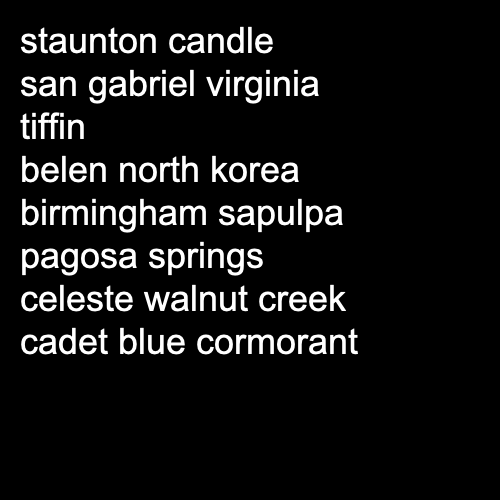 staunton candle
san gabriel virginia
tiffin
belen north korea
birmingham sapulpa
pagosa springs
celeste walnut creek
cadet blue cormorant